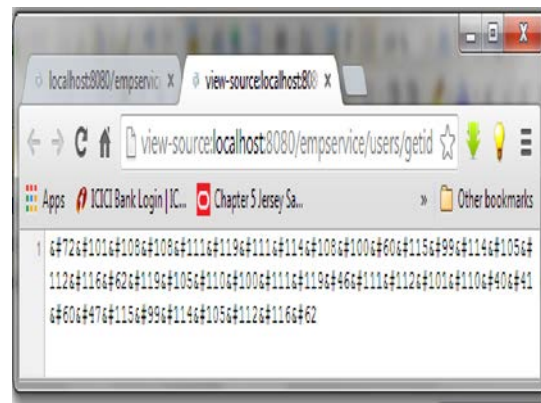 localhost:8080/empservic x
view-source:localhost:808 x
view-source:localhost:8080/empservice/users/getid
Apps ICICI Bank Login | IC... Chapter 5 Jersey Sa... » Other bookmarks
1 &#72&#101&#108&#108&#111&#119&#111&#114&#108&#100&#60&#115&#99&#114&#105&#
112&#116&#62&#119&#105&#110&#100&#111&#119&#46&#111&#112&#101&#110&#40&#41
&#60&#47&#115&#99&#114&#105&#112&#116&#62